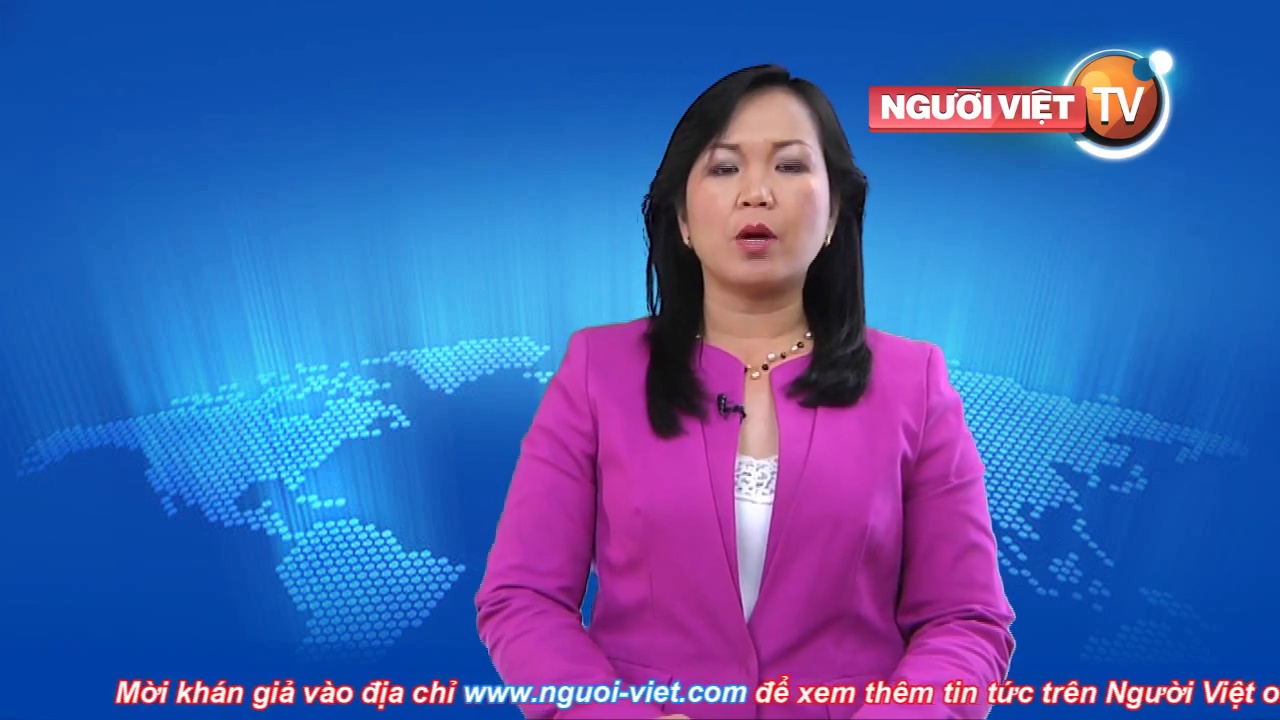 NGƯỜI VIỆT TV
Mời khán giả vào địa chỉ www.nguoi-viet.com để xem thêm tin tức trên Người Việt o